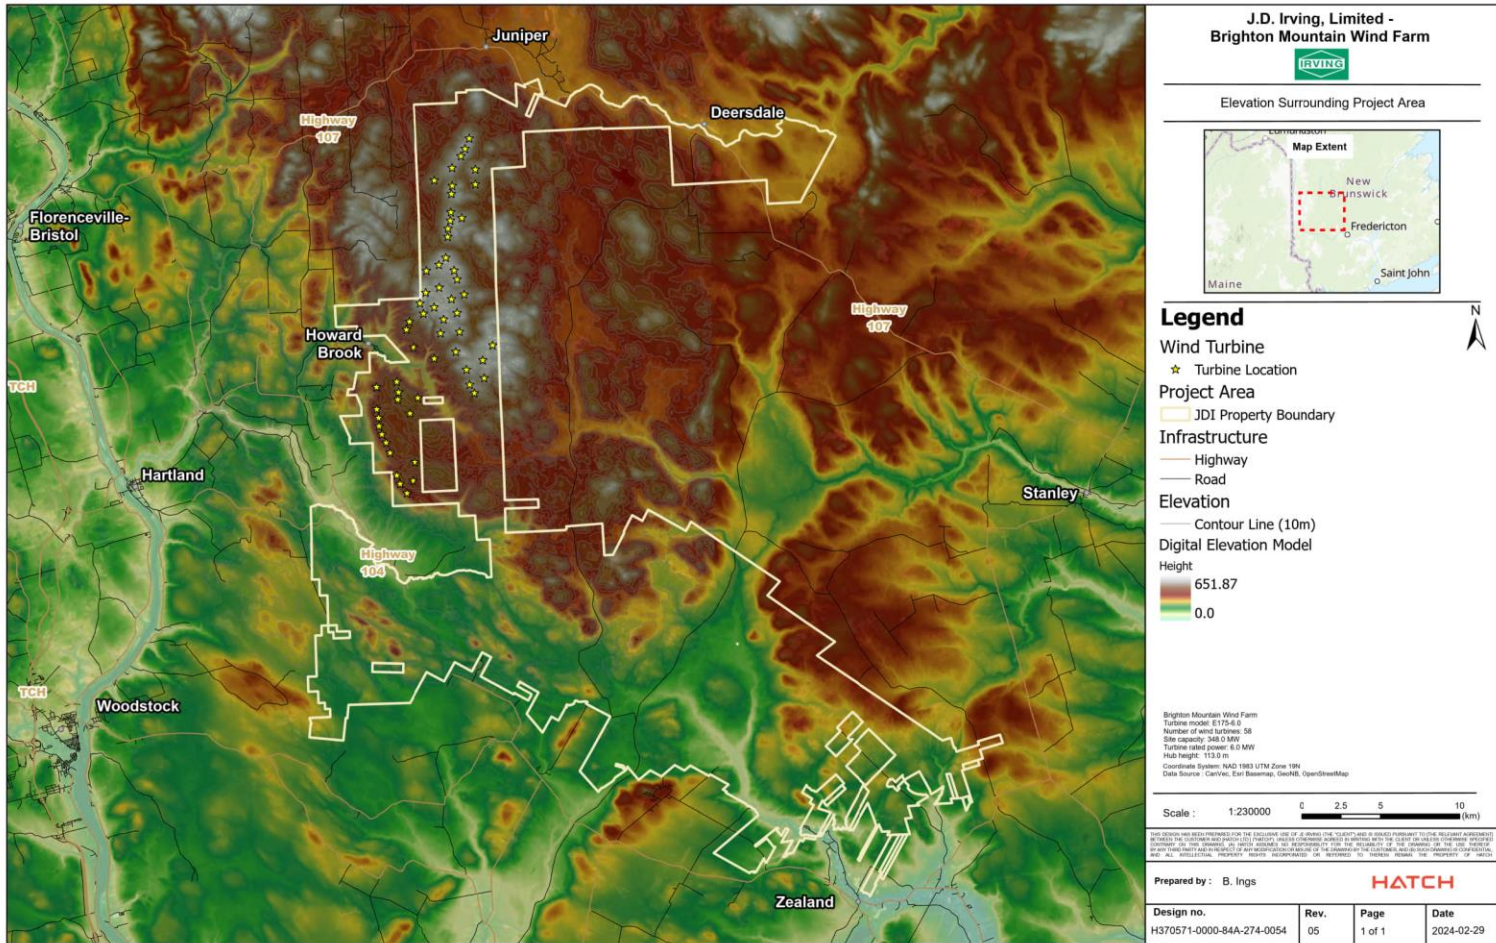 Juniper
Deersdale
Highway
107
Florenceville-
Bristol
Highway
107
Howard
Brook
TCH
Hartland
Stanley
Highway
104
TCH
Woodstock
Zealand
J.D. Irving, Limited -
Brighton Mountain Wind Farm
IRVING
Elevation Surrounding Project Area
Edmundston
Map Extent
New
Brunswick
Fredericton
Saint John
Maine
Legend
N
Wind Turbine
Turbine Location
Project Area
JDI Property Boundary
Infrastructure
Highway
Road
Elevation
Contour Line (10m)
Digital Elevation Model
Height
651.87
0.0
Brighton Mountain Wind Farm
Turbine model: E175-6.0
Number of wind turbines: 58
Site capacity: 348.0 MW
Turbine rated power: 6.0 MW
Hub height: 113.0 m
Coordinate System: NAD 1983 UTM Zone 19N
Data Source : CanVec, Esri Basemap, GeoNB, OpenStreetMap
Scale : 1:230000 0 2.5 5 10
(km)
Prepared by : B. Ings HATCH
Design no. Rev. Page Date
H370571-0000-84A-274-0054 05 1 of 1 2024-02-29